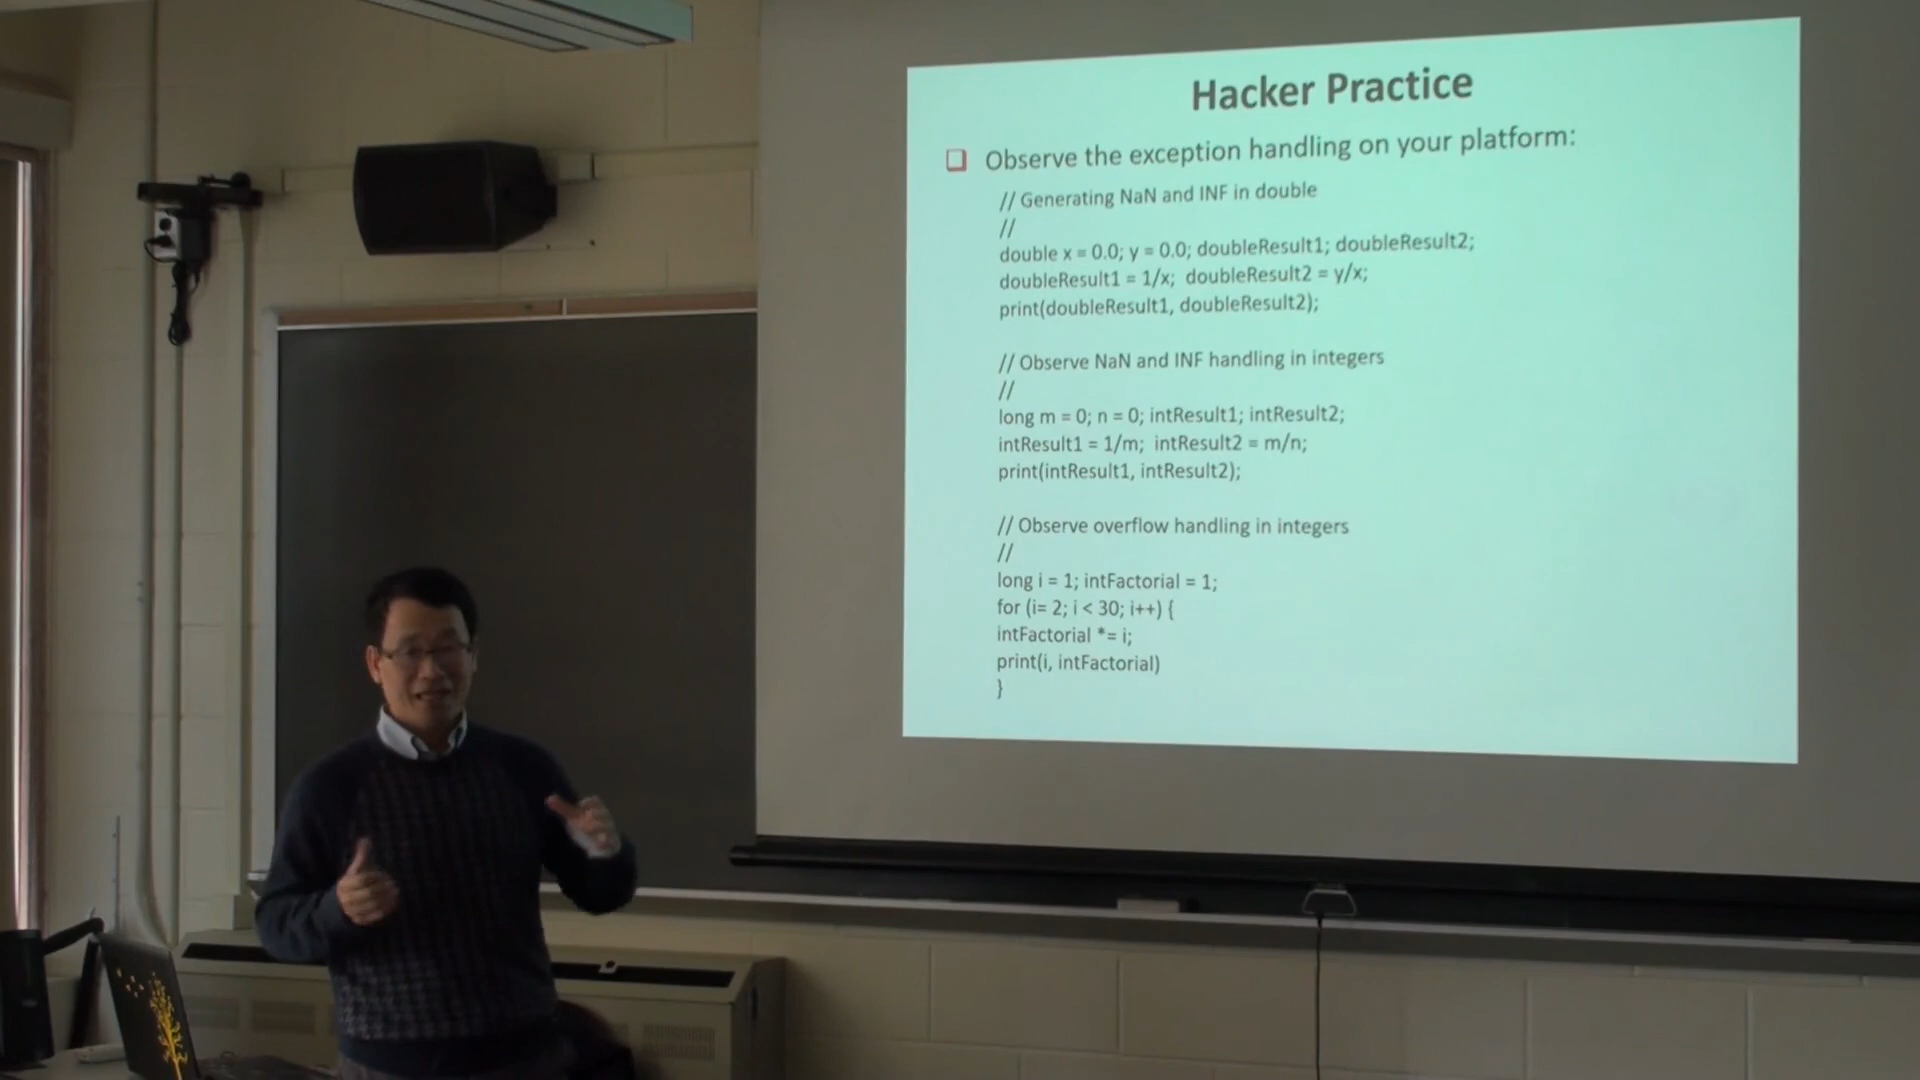 Hacker Practice
Observe the exception handling on your platform:
// Generating NaN and INF in double
//
double x = 0.0; y = 0.0; doubleResult1; doubleResult2;
doubleResult1 = 1/x; doubleResult2 = y/x;
print(doubleResult1, doubleResult2);
// Observe NaN and INF handling in integers
//
long m = 0; n = 0; intResult1; intResult2;
intResult1 = 1/m; intResult2 = m/n;
print(intResult1, intResult2);
// Observe overflow handling in integers
//
long i = 1; intFactorial = 1;
for (i= 2; i < 30; i++) {
intFactorial *= i;
print(i, intFactorial)
}